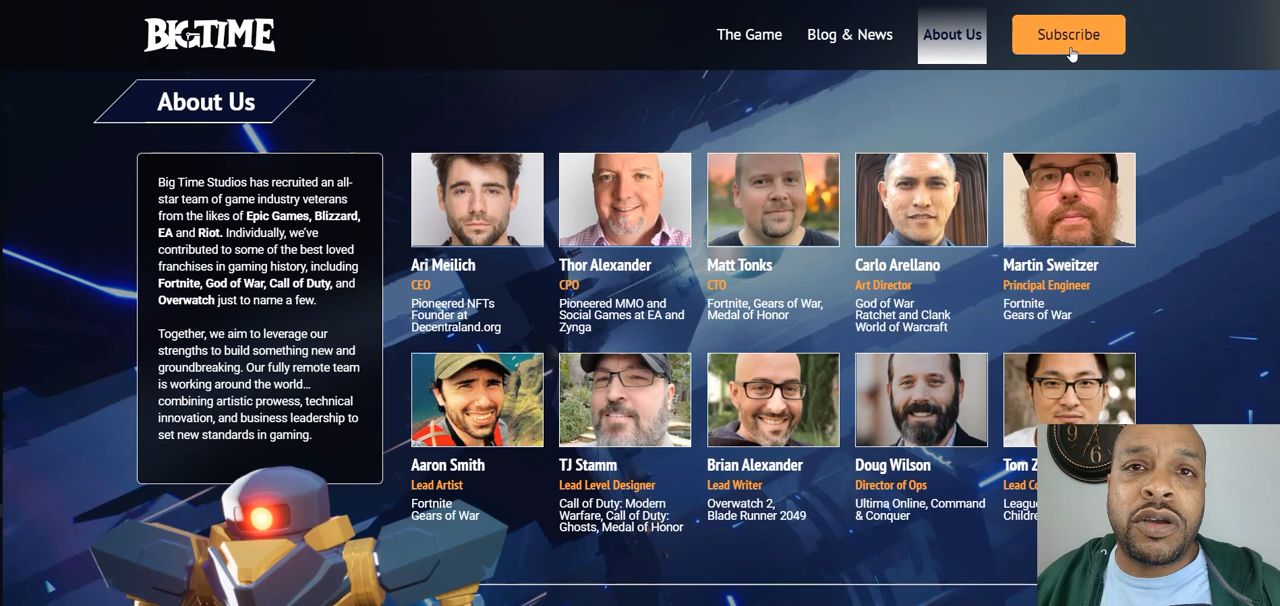 BIGTIME
The Game
Blog & News
About Us
Subscribe
About Us
Big Time Studios has recruited an all-
star team of game industry veterans
from the likes of Epic Games, Blizzard,
EA and Riot. Individually, we've
contributed to some of the best loved
franchises in gaming history, including
Fortnite, God of War, Call of Duty, and
Overwatch just to name a few.
Together, we aim to leverage our
strengths to build something new and
groundbreaking. Our fully remote team
is working around the world...
combining artistic prowess, technical
innovation, and business leadership to
set new standards in gaming.
Ari Meilich
CEO
Pioneered NFTs
Founder at
Decentraland.org
Thor Alexander
CPO
Pioneered MMO and
Social Games at EA and
Zynga
Matt Tonks
CTO
Fortnite, Gears of War,
Medal of Honor
Carlo Arellano
Art Director
God of War
Ratchet and Clank
World of Warcraft
Martin Sweitzer
Principal Engineer
Fortnite
Gears of War
Aaron Smith
Lead Artist
Fortnite
Gears of War
TJ Stamm
Lead Level Designer
Call of Duty: Modern
Warfare, Call of Duty:
Ghosts, Medal of Honor
Brian Alexander
Lead Writer
Overwatch 2,
Blade Runner 2049
Doug Wilson
Director of Ops
Ultima Online, Command
& Conquer
Tom
Lead
9
6